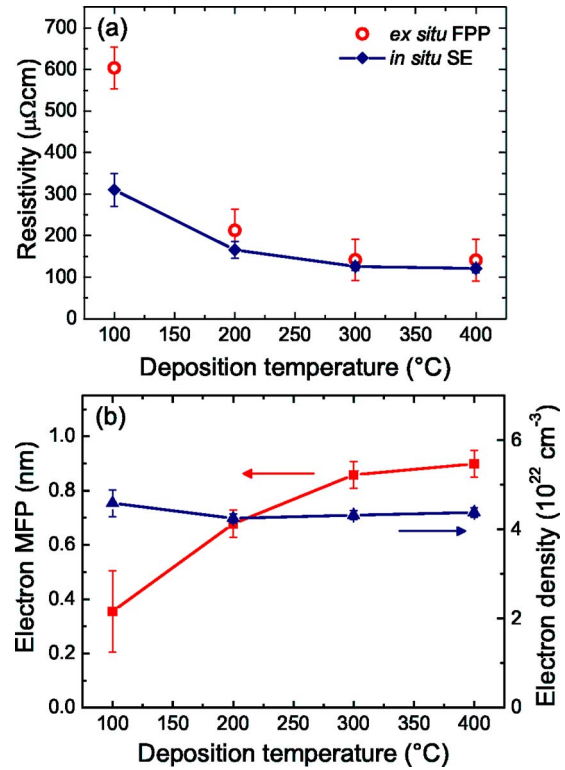 (a)
ex situ FPP
in situ SE
700
600
500
400
300
200
100
0
Resistivity (μΩcm)
100 150 200 250 300 350 400
Deposition temperature (°C)
(b)
1.0
0.8
0.6
0.4
0.2
0.0
Electron MFP (nm)
6
4
2
0
Electron density (10²² cm⁻³)
100 150 200 250 300 350 400
Deposition temperature (°C)